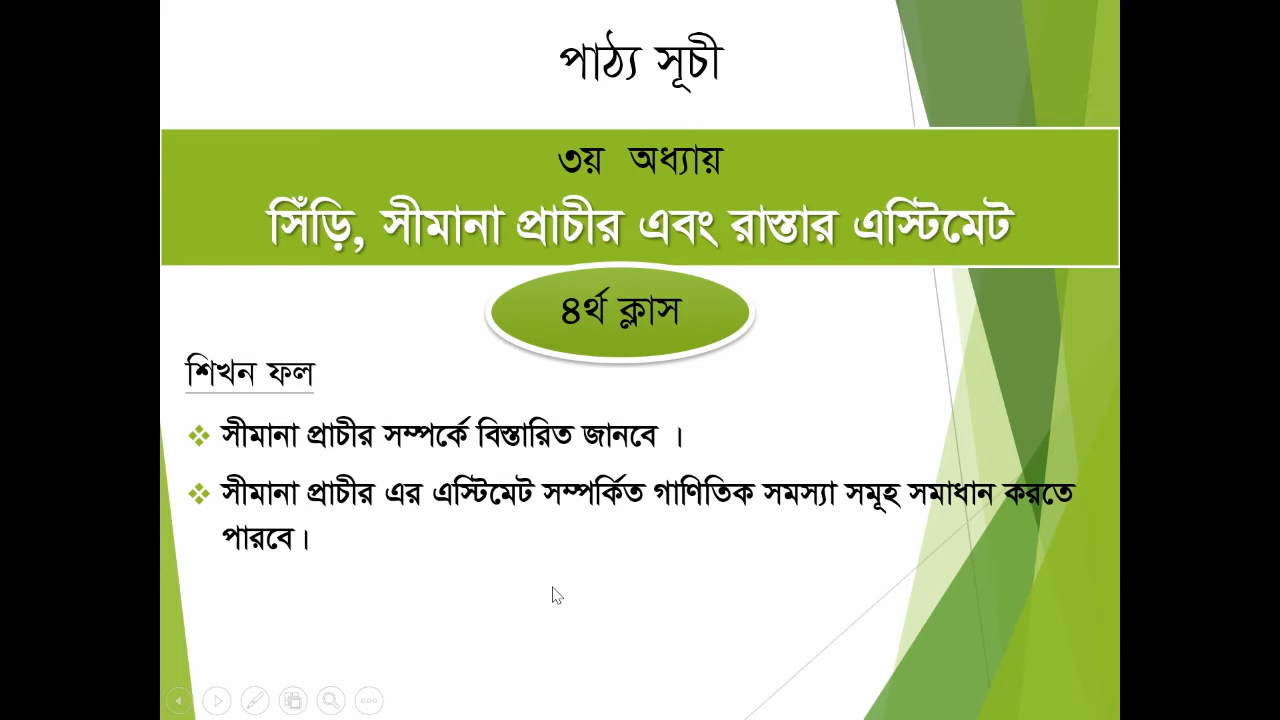 পাঠ্য সূচী
৩য় অধ্যায়
সিঁড়ি, সীমানা প্রাচীর এবং রাস্তার এস্টিমেট
৪র্থ ক্লাস
শিখন ফল
সীমানা প্রাচীর সম্পর্কে বিস্তারিত জানবে ।
সীমানা প্রাচীর এর এস্টিমেট সম্পর্কিত গাণিতিক সমস্যা সমূহ সমাধান করতে
পারবে।